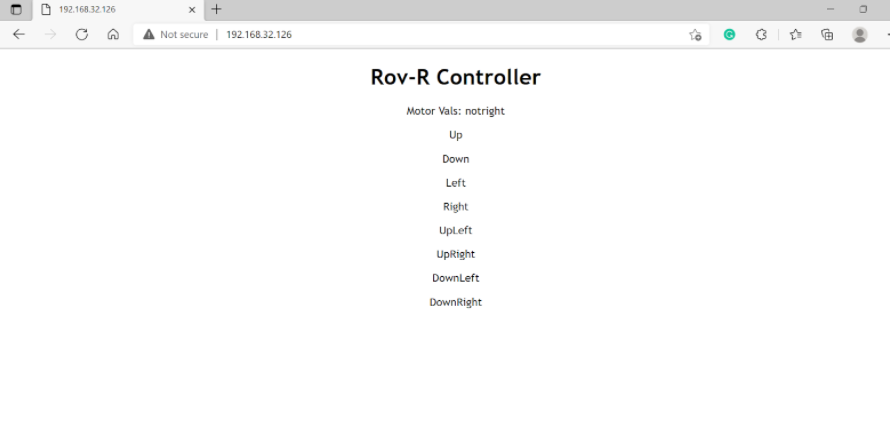 192.168.32.126
Not secure | 192.168.32.126
Rov-R Controller
Motor Vals: notright
Up
Down
Left
Right
UpLeft
UpRight
DownLeft
DownRight